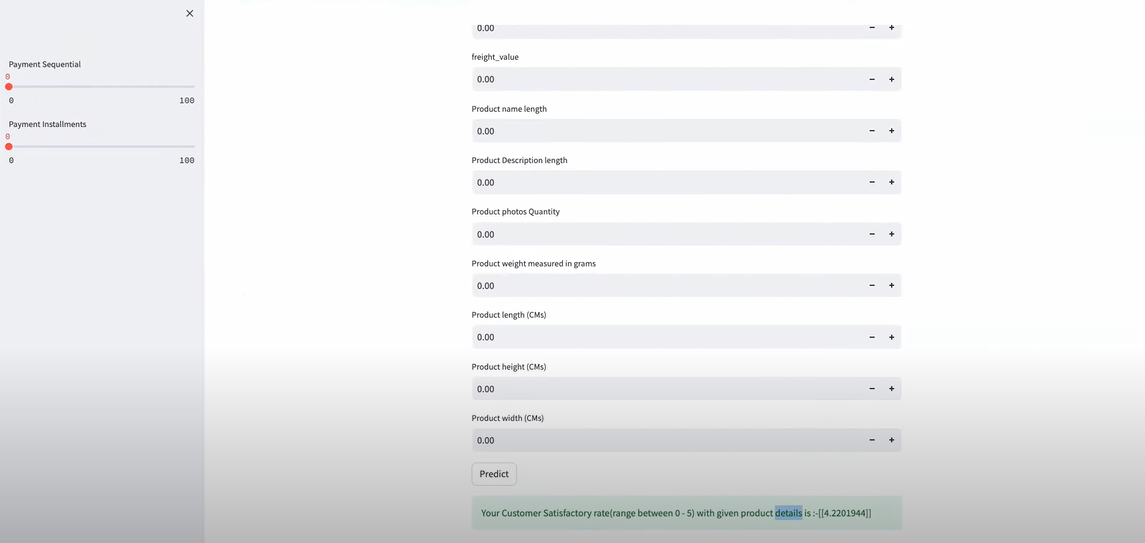 ×
Payment Sequential
0
0 100
Payment Installments
0
0 100
0.00 − +
freight_value
0.00 − +
Product name length
0.00 − +
Product Description length
0.00 − +
Product photos Quantity
0.00 − +
Product weight measured in grams
0.00 − +
Product length (CMs)
0.00 − +
Product height (CMs)
0.00 − +
Product width (CMs)
0.00 − +
Predict
Your Customer Satisfactory rate(range between 0 - 5) with given product details is :-[[4.2201944]]